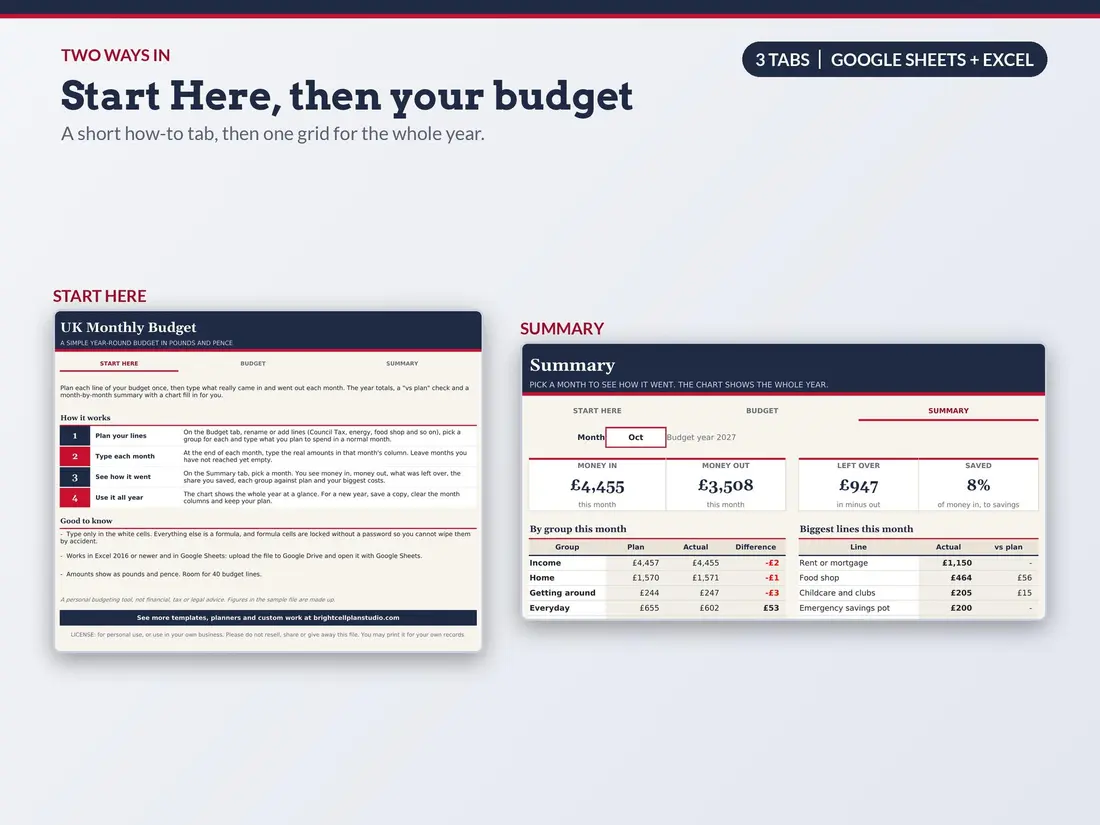 TWO WAYS IN
Start Here, then your budget
A short how-to tab, then one grid for the whole year.
3 TABS | GOOGLE SHEETS + EXCEL
START HERE
UK Monthly Budget
A SIMPLE YEAR-ROUND BUDGET IN POUNDS AND PENCE
START HERE BUDGET SUMMARY
Plan each line of your budget once, then type what really came in and went out each month. The year totals, a "vs plan" check and a
month-by-month summary with a chart fill in for you.
How it works
1 Plan your lines On the Budget tab, rename or add lines (Council Tax, energy, food shop and so on), pick a
group for each and type what you plan to spend in a normal month.
2 Type each month At the end of each month, type the real amounts in that month's column. Leave months you
have not reached yet empty.
3 See how it went On the Summary tab, pick a month. You see money in, money out, what was left over, the
share you saved, each group against plan and your biggest costs.
4 Use it all year The chart shows the whole year at a glance. For a new year, save a copy, clear the month
columns and keep your plan.
Good to know
- Type only in the white cells. Everything else is a formula, and formula cells are locked without a password so you cannot wipe them
by accident.
- Works in Excel 2016 or newer and in Google Sheets: upload the file to Google Drive and open it with Google Sheets.
- Amounts show as pounds and pence. Room for 40 budget lines.
A personal budgeting tool, not financial, tax or legal advice. Figures in the sample file are made up.
See more templates, planners and custom work at brightcellplanstudio.com
LICENSE: for personal use, or use in your own business. Please do not resell, share or give away this file. You may print it for your own records
SUMMARY
Summary
PICK A MONTH TO SEE HOW IT WENT. THE CHART SHOWS THE WHOLE YEAR.
START HERE BUDGET SUMMARY
Month Oct Budget year 2027
MONEY IN MONEY OUT LEFT OVER SAVED
£4,455 £3,508 £947 8%
this month this month in minus out of money in, to savings
By group this month
Group Plan Actual Difference
Income £4,457 £4,455 -£2
Home £1,570 £1,571 -£1
Getting around £244 £247 -£3
Everyday £655 £602 £53
Biggest lines this month
Line Actual vs plan
Rent or mortgage £1,150 -
Food shop £464 £56
Childcare and clubs £205 £15
Emergency savings pot £200 -